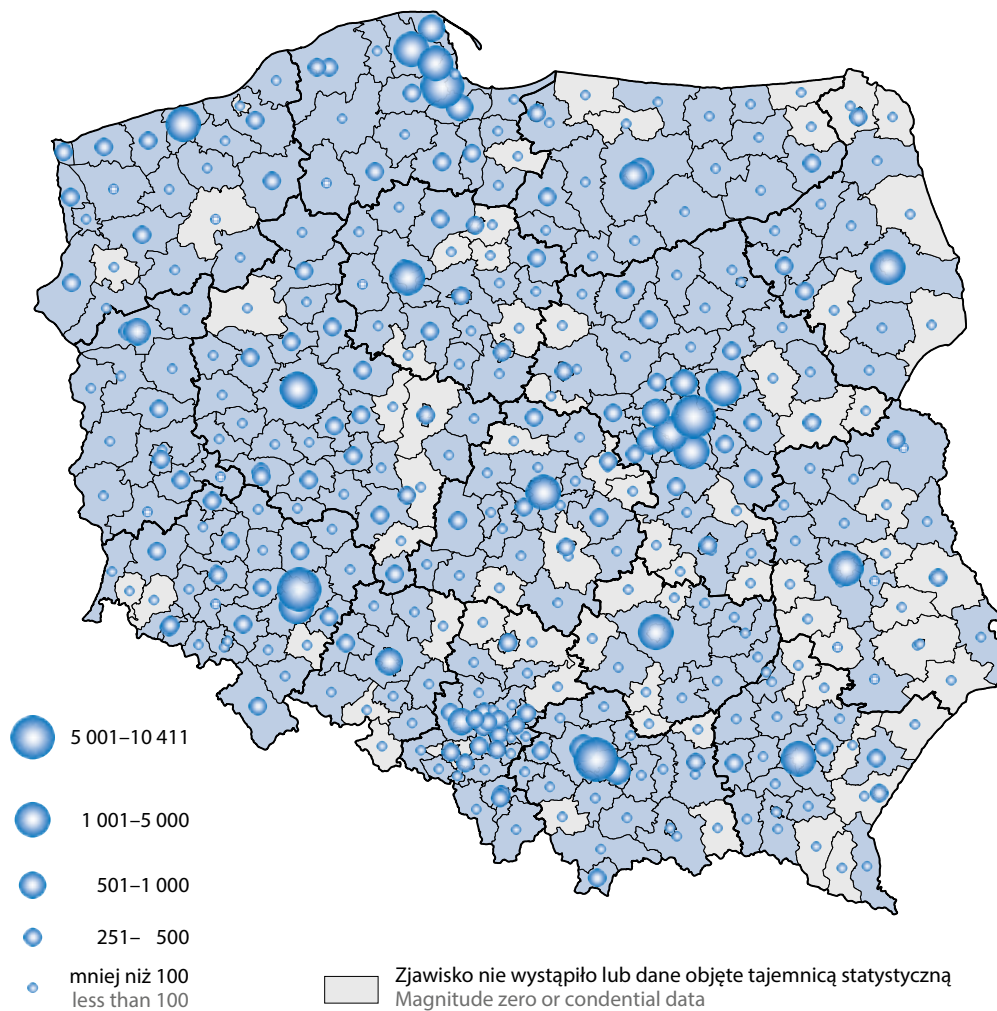 5 001–10 411
1 001–5 000
501–1 000
251– 500
mniej niż 100
less than 100
Zjawisko nie wystąpiło lub dane objęte tajemnicą statystyczną
Magnitude zero or condential data